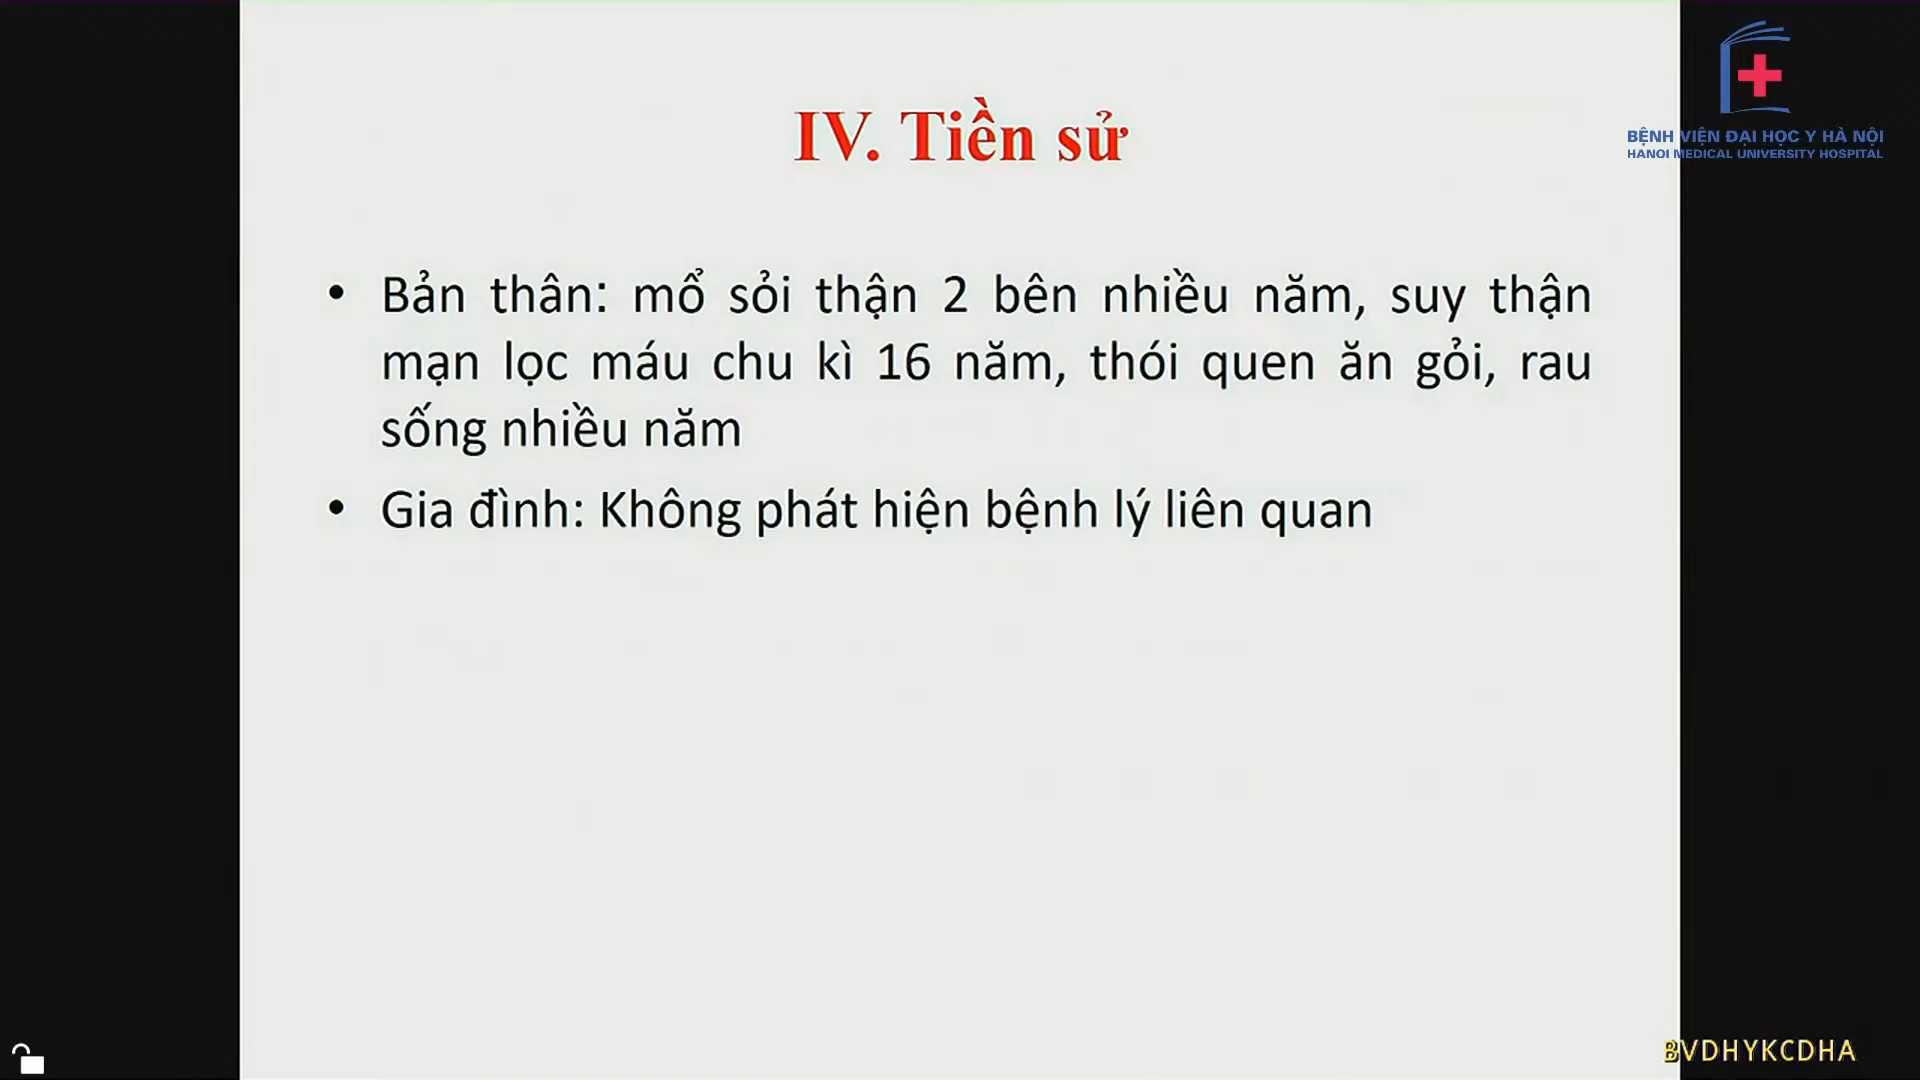 BỆNH VIỆN ĐẠI HỌC Y HÀ NỘI
HANOI MEDICAL UNIVERSITY HOSPITAL
IV. Tiền sử
• Bản thân: mổ sỏi thận 2 bên nhiều năm, suy thận
mạn lọc máu chu kì 16 năm, thói quen ăn gỏi, rau
sống nhiều năm
• Gia đình: Không phát hiện bệnh lý liên quan
BVDHYKCDHA